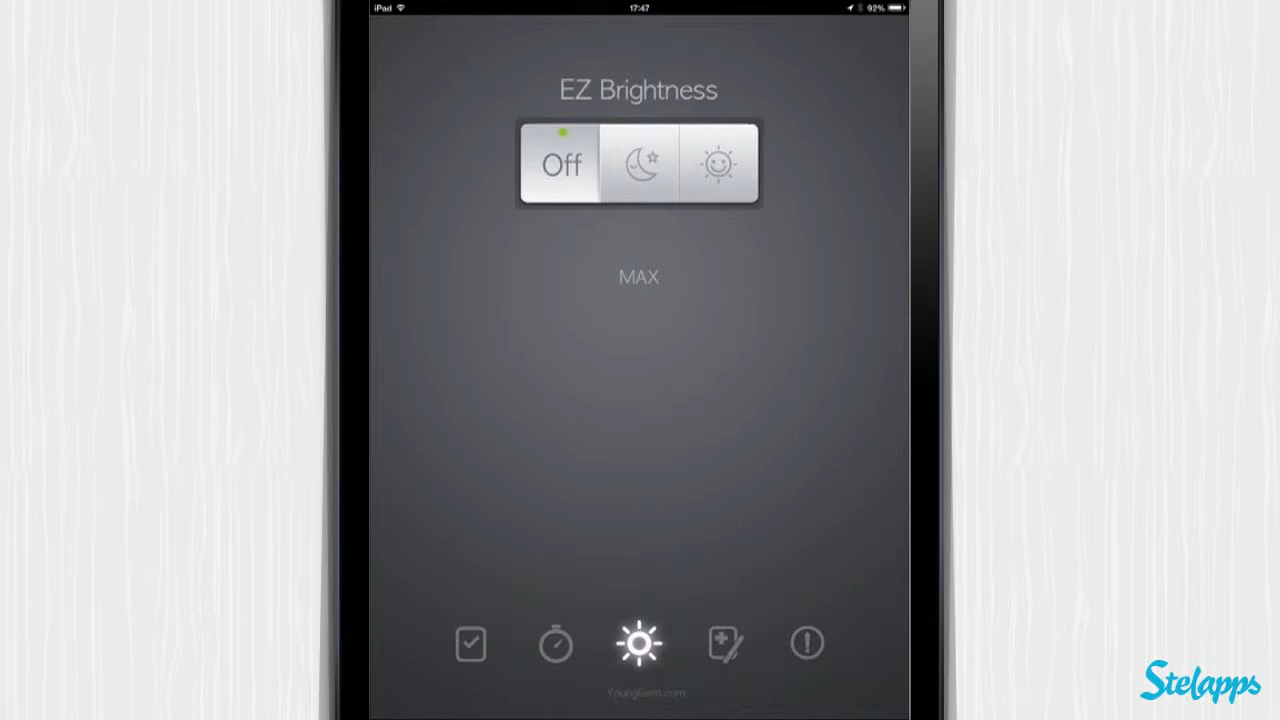 iPad 17:47 92%
EZ Brightness
Off
MAX
YoungGam.com
Stelapps